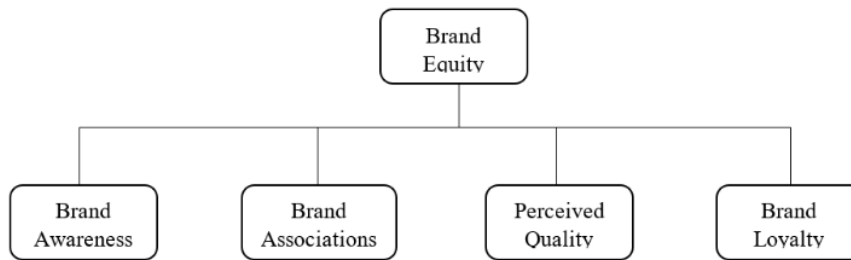 Brand
Equity
Brand
Awareness
Brand
Associations
Perceived
Quality
Brand
Loyalty